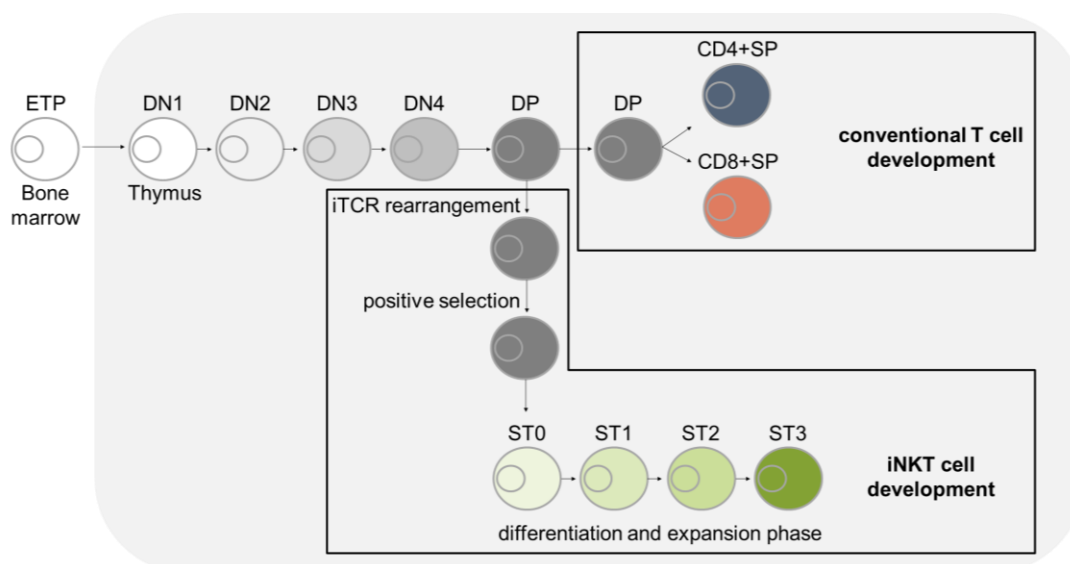 CD4+SP
ETP
DN1
DN2
DN3
DN4
DP
DP
conventional T cell
development
CD8+SP
Bone
marrow
Thymus
iTCR rearrangement
positive selection
ST0
ST1
ST2
ST3
iNKT cell
development
differentiation and expansion phase